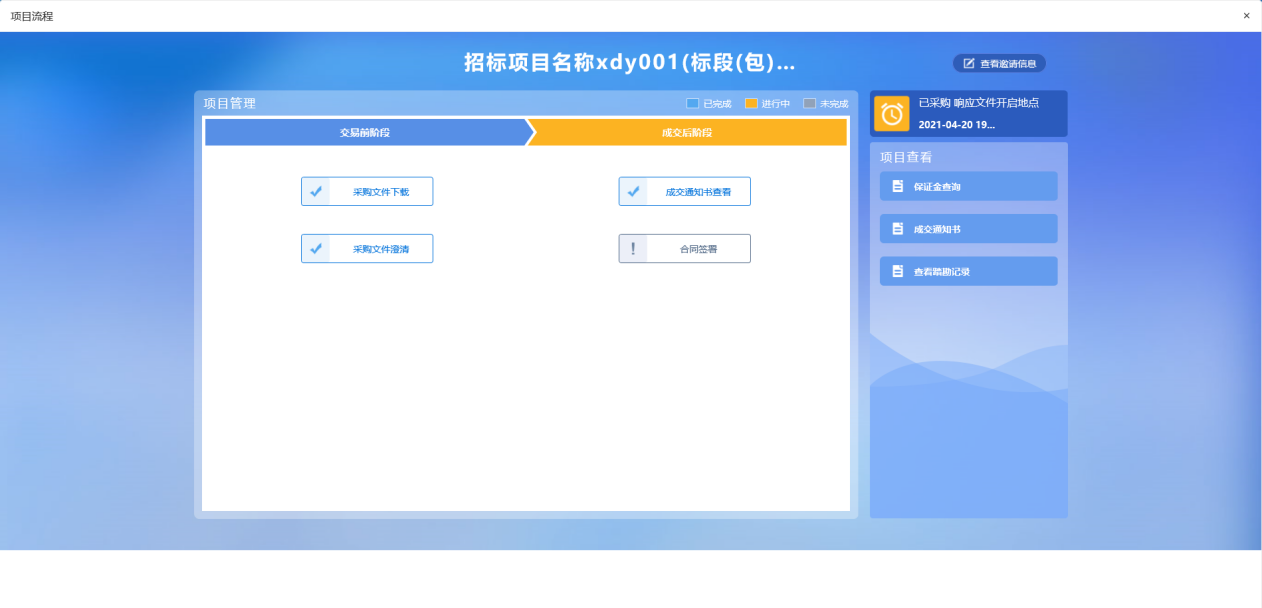 项目流程
×
招标项目名称xdy001(标段(包)...
查看邀请信息
项目管理
已完成
进行中
未完成
交易前阶段
成交后阶段
采购文件下载
成交通知书查看
采购文件澄清
合同签署
已采购 响应文件开启地点
2021-04-20 19...
项目查看
保证金查询
成交通知书
查看踏勘记录